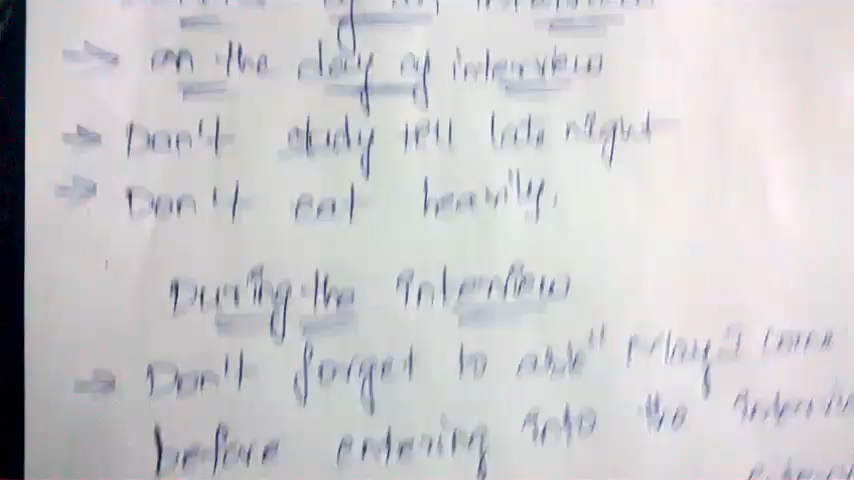 on the day of interview
Don't study till late night
Don't eat heavily.
During the interview
Don't forget to ask" May I come
before entering into the